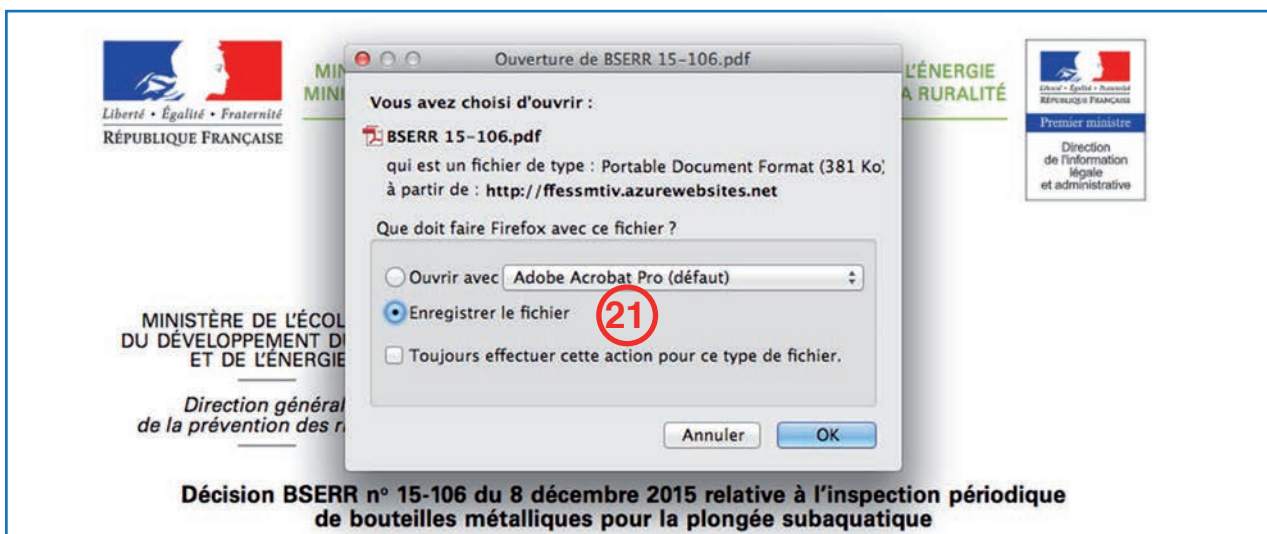 Ouverture de BSERR 15-106.pdf
Liberté • Égalité • Fraternité
RÉPUBLIQUE FRANÇAISE
MIN
MINI
L'ÉNERGIE
A RURALITÉ
Liberté • Égalité • Fraternité
RÉPUBLIQUE FRANÇAISE
Premier ministre
Direction
de l'information
légale
et administrative
Vous avez choisi d'ouvrir :
BSERR 15-106.pdf
qui est un fichier de type : Portable Document Format (381 Ko)
à partir de : http://ffessmtiv.azurewebsites.net
Que doit faire Firefox avec ce fichier ?
Ouvrir avec Adobe Acrobat Pro (défaut)
Enregistrer le fichier 21
Toujours effectuer cette action pour ce type de fichier.
Annuler OK
MINISTÈRE DE L'ÉCOL
DU DÉVELOPPEMENT D
ET DE L'ÉNERGIE
Direction général
de la prévention des r
Décision BSERR nº 15-106 du 8 décembre 2015 relative à l'inspection périodique
de bouteilles métalliques pour la plongée subaquatique